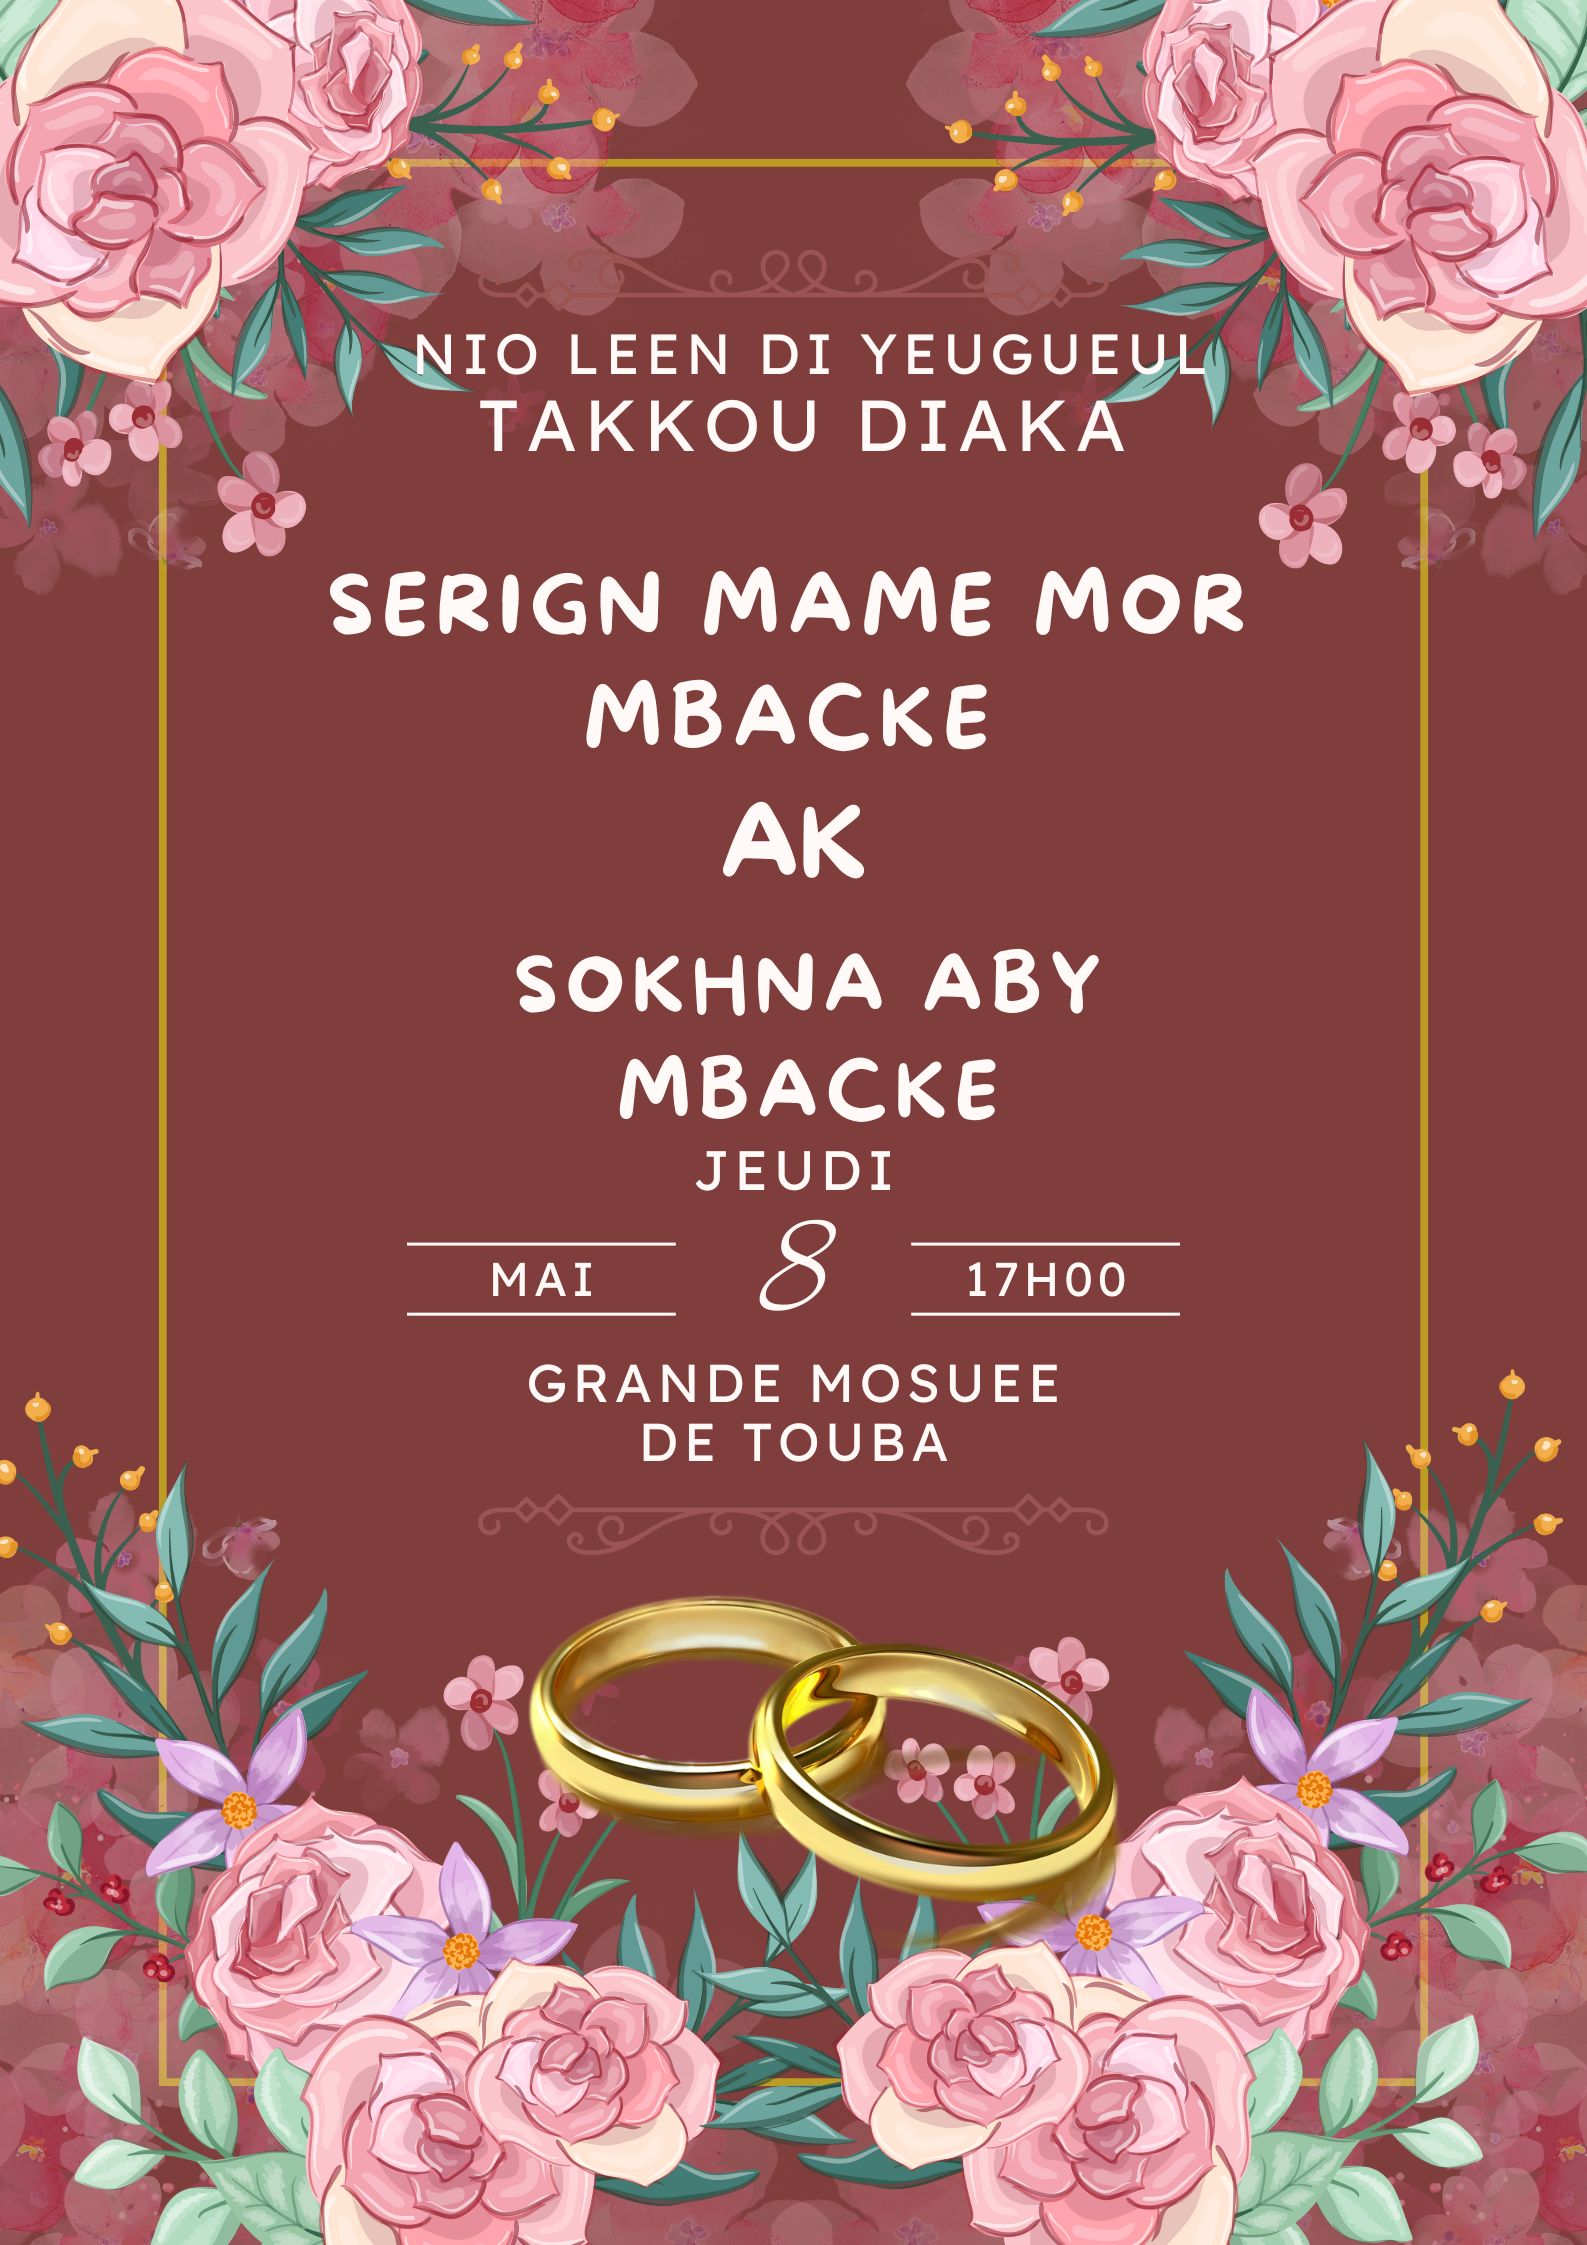 NIO LEEN DI YEUGUEUL
TAKKOU DIAKA
SERIGN MAME MOR
MBACKE
AK
SOKHNA ABY
MBACKE
JEUDI
MAI 8 17H00
GRANDE MOSUEE
DE TOUBA